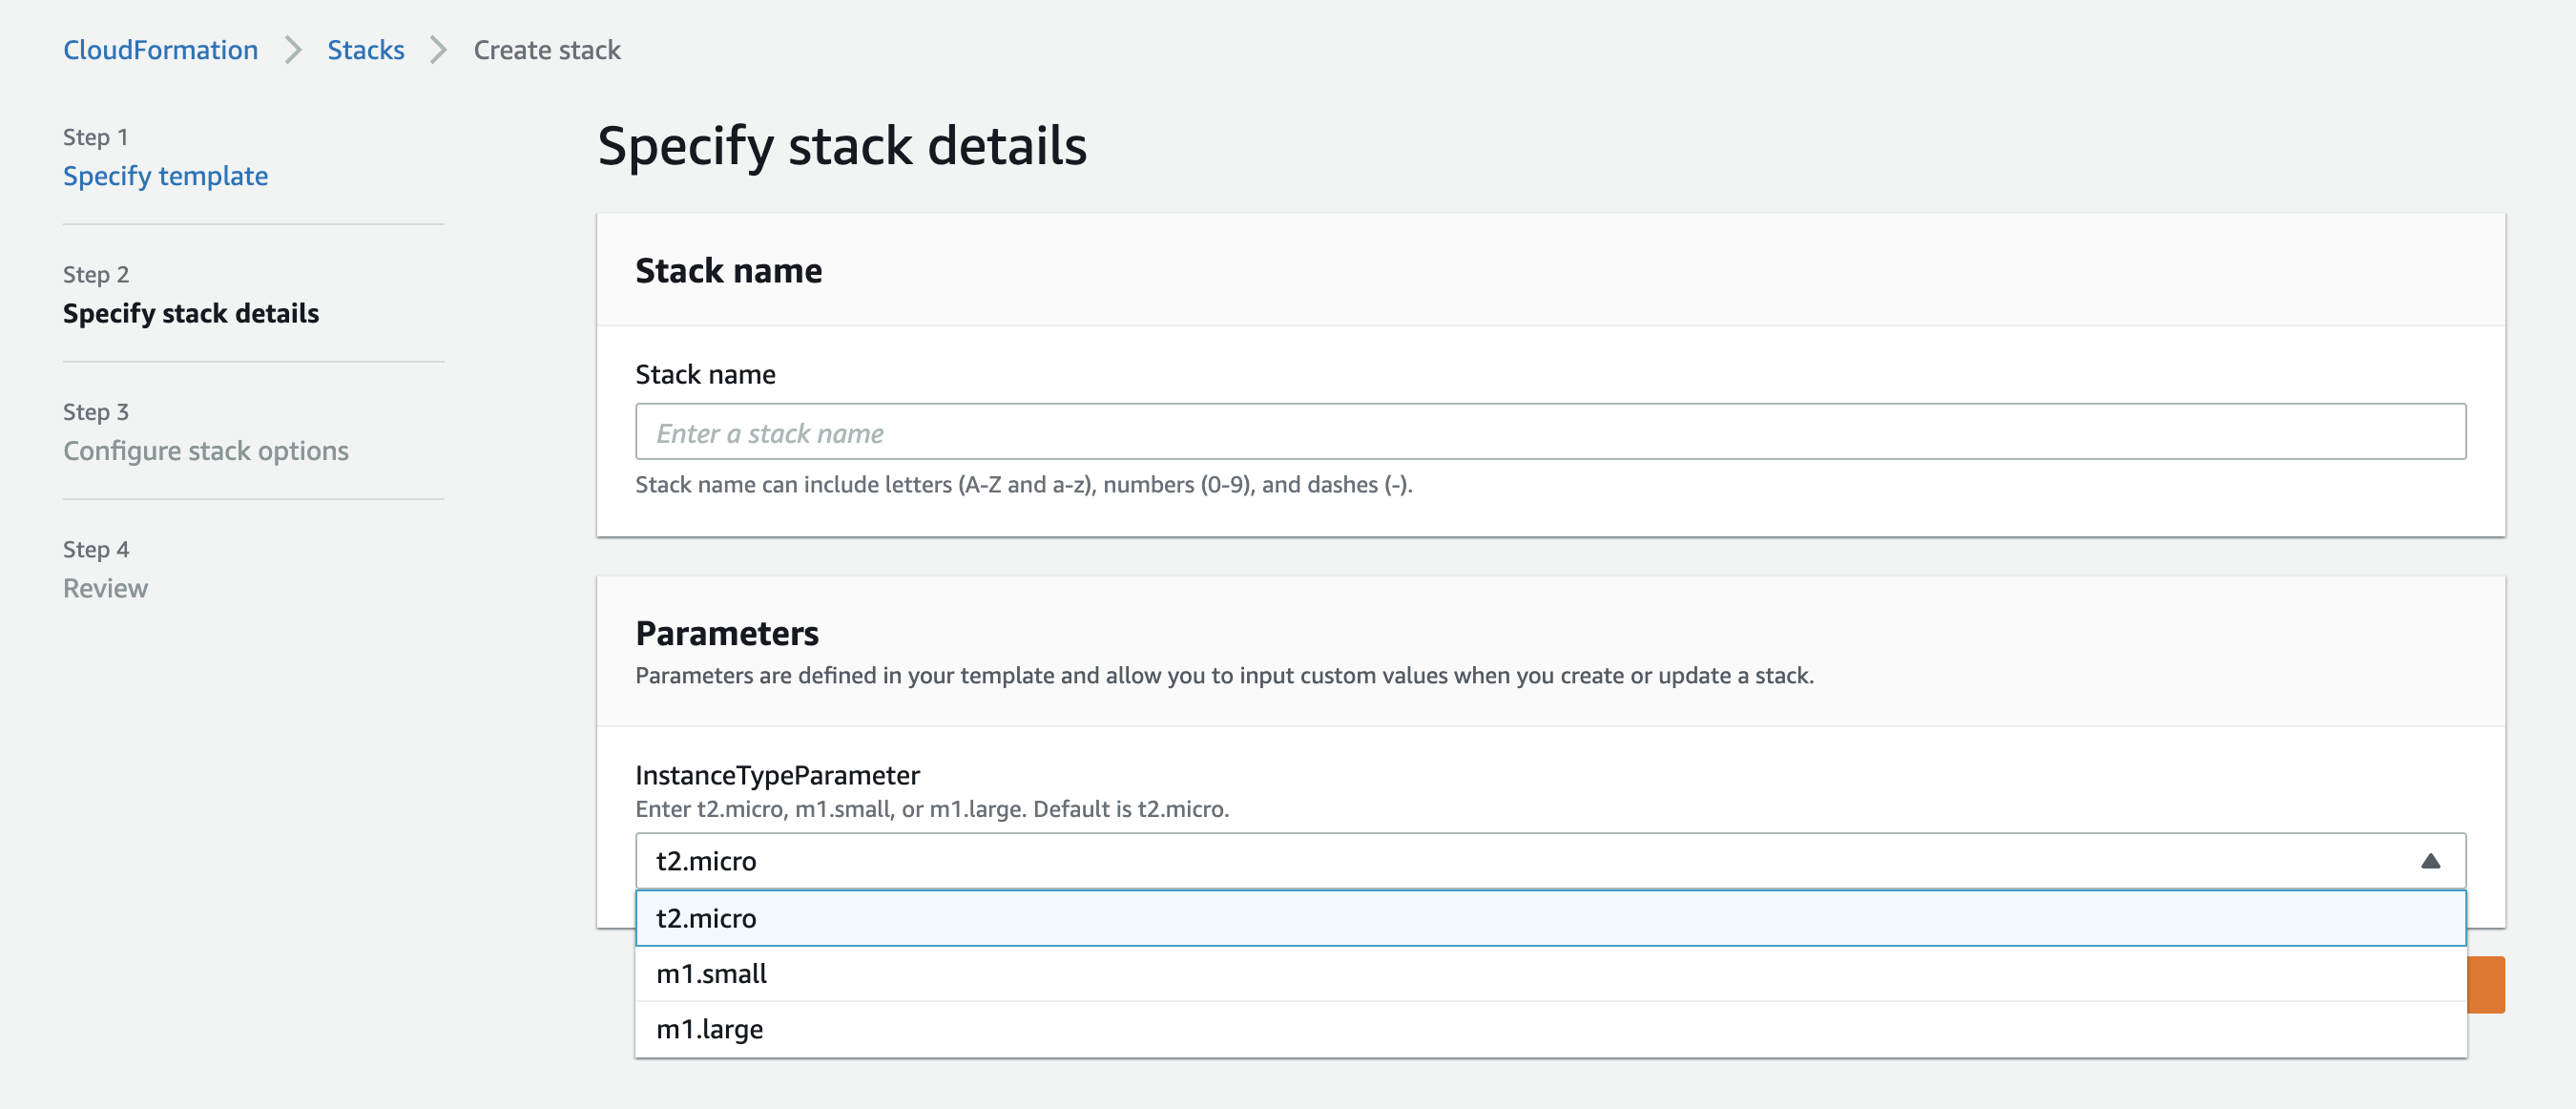 CloudFormation Stacks Create stack
Step 1
Specify template
Step 2
Specify stack details
Step 3
Configure stack options
Step 4
Review
Specify stack details
Stack name
Stack name
Enter a stack name
Stack name can include letters (A-Z and a-z), numbers (0-9), and dashes (-).
Parameters
Parameters are defined in your template and allow you to input custom values when you create or update a stack.
InstanceTypeParameter
Enter t2.micro, m1.small, or m1.large. Default is t2.micro.
t2.micro
t2.micro
m1.small
m1.large